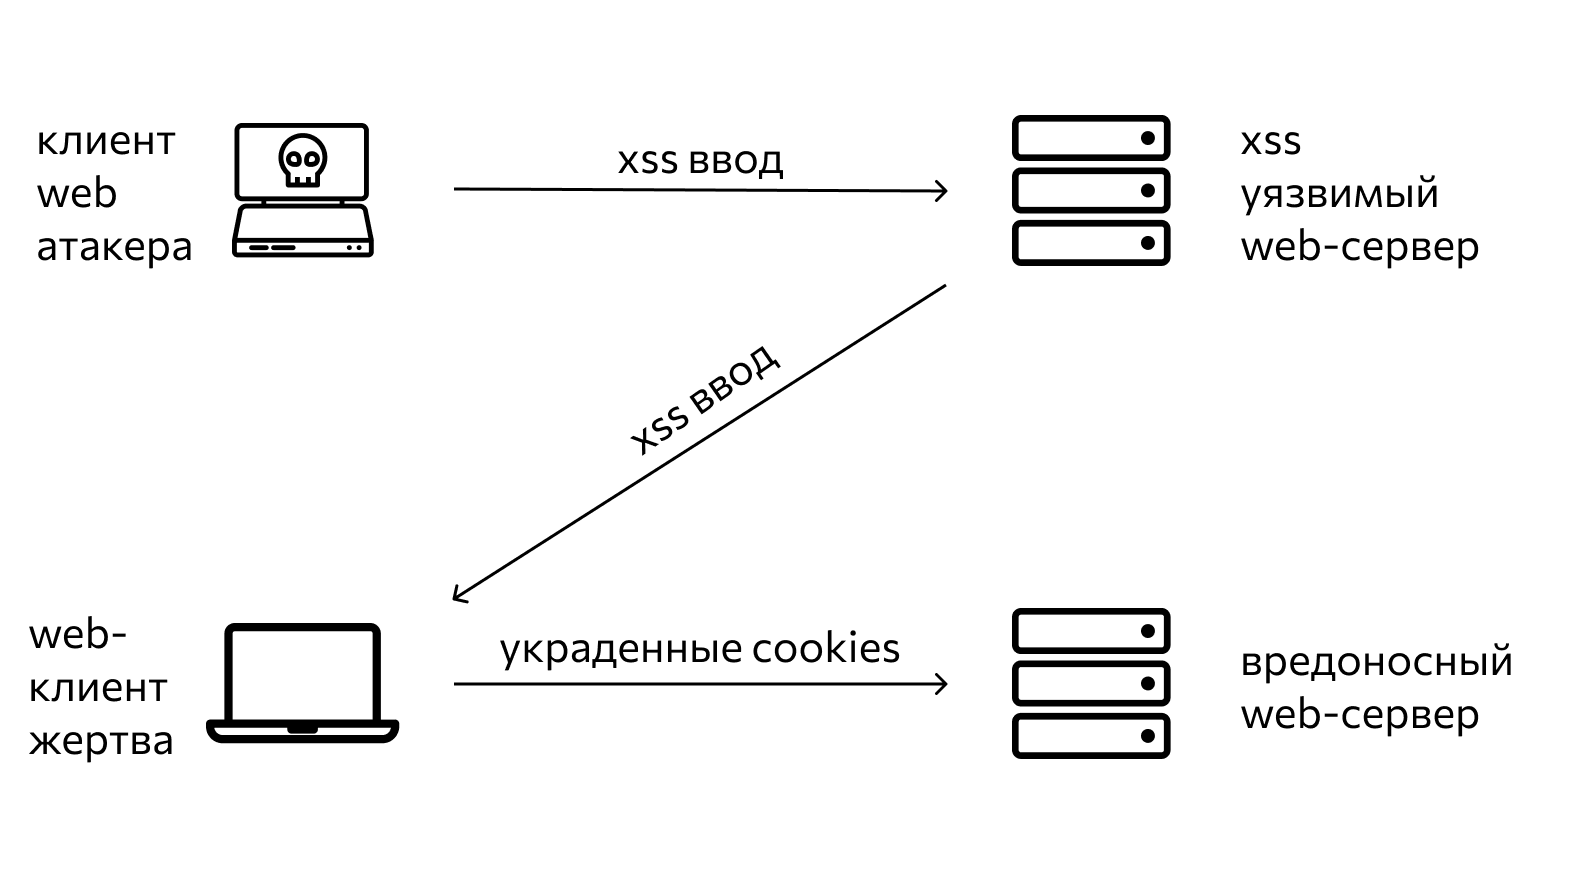 клиент
web
атакера
xss ввод
xss
уязвимый
web-сервер
xss ввод
web-
клиент
жертва
украденные cookies
вредоносный
web-сервер